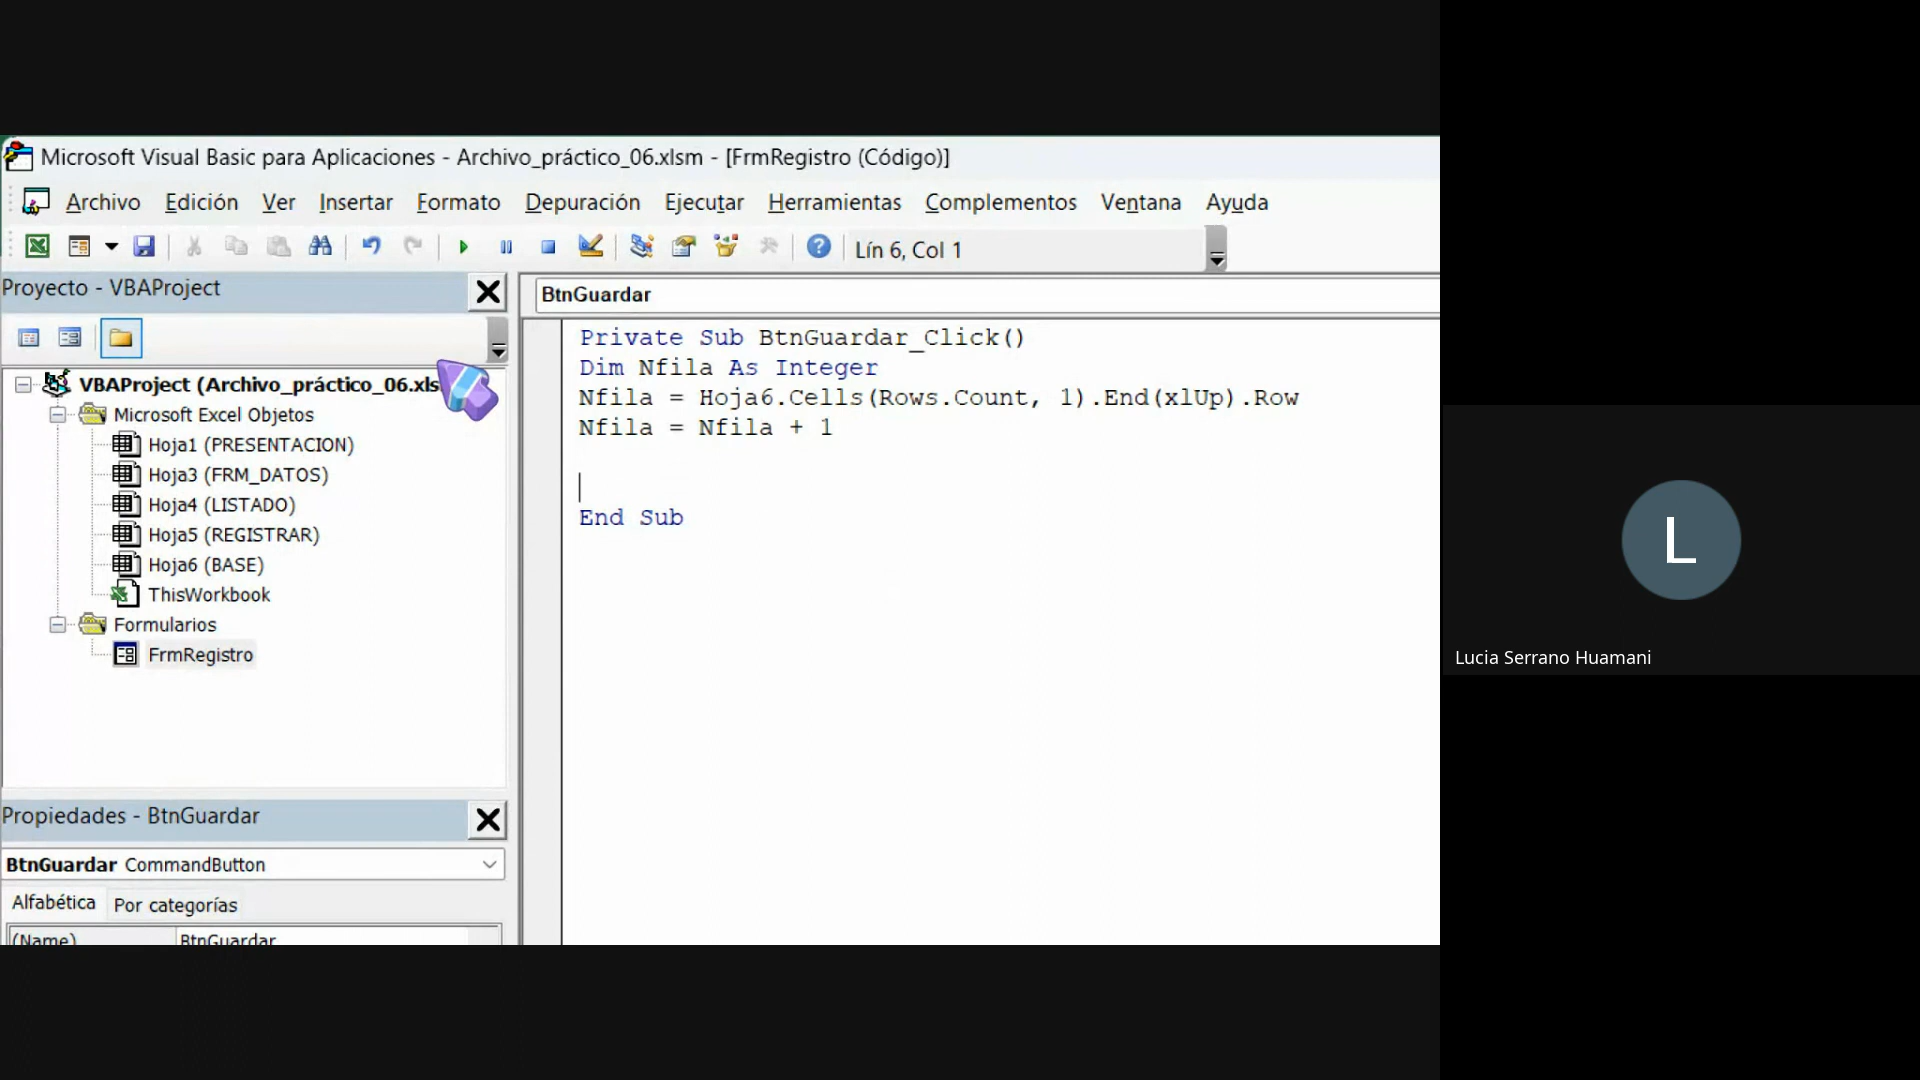 Microsoft Visual Basic para Aplicaciones - Archivo_práctico_06.xlsm - [FrmRegistro (Código)]
Archivo Edición Ver Insertar Formato Depuración Ejecutar Herramientas Complementos Ventana Ayuda
Lín 6, Col 1
Proyecto - VBAProject
VBAProject (Archivo_práctico_06.xls
Microsoft Excel Objetos
Hoja1 (PRESENTACION)
Hoja3 (FRM_DATOS)
Hoja4 (LISTADO)
Hoja5 (REGISTRAR)
Hoja6 (BASE)
ThisWorkbook
Formularios
FrmRegistro
Propiedades - BtnGuardar
BtnGuardar CommandButton
Alfabética Por categorías
(Name) BtnGuardar
BtnGuardar
Private Sub BtnGuardar_Click()
Dim Nfila As Integer
Nfila = Hoja6.Cells(Rows.Count, 1).End(xlUp).Row
Nfila = Nfila + 1
End Sub
L
Lucia Serrano Huamani